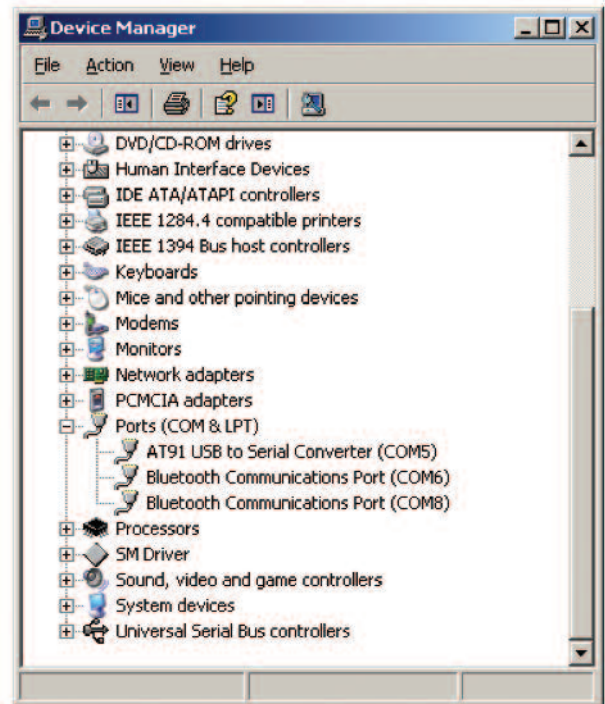 Device Manager
File Action View Help
DVD/CD-ROM drives
Human Interface Devices
IDE ATA/ATAPI controllers
IEEE 1284.4 compatible printers
IEEE 1394 Bus host controllers
Keyboards
Mice and other pointing devices
Modems
Monitors
Network adapters
PCMCIA adapters
Ports (COM & LPT)
AT91 USB to Serial Converter (COM5)
Bluetooth Communications Port (COM6)
Bluetooth Communications Port (COM8)
Processors
SM Driver
Sound, video and game controllers
System devices
Universal Serial Bus controllers